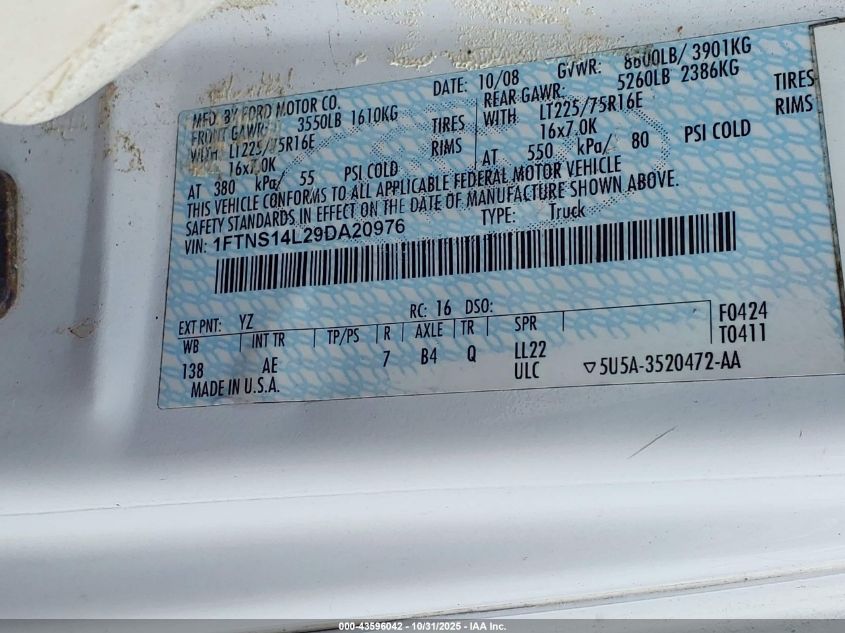 MFD. BY FORD MOTOR CO.
DATE: 10/08 GVWR: 8600LB/ 3901KG
FRONT GAWR: 3550LB 1610KG
REAR GAWR: 5260LB 2386KG
WITH LT225/75R16E TIRES
WITH LT225/75R16E TIRES
16x7.0K RIMS
16x7.0K RIMS
AT 380 kPa/ 55 PSI COLD
AT 550 kPa/ 80 PSI COLD
THIS VEHICLE CONFORMS TO ALL APPLICABLE FEDERAL MOTOR VEHICLE
SAFETY STANDARDS IN EFFECT ON THE DATE OF MANUFACTURE SHOWN ABOVE.
VIN: 1FTNS14L29DA20976
TYPE: Truck
EXT PNT: YZ RC: 16 DSO:
WB INT TR TP/PS R AXLE TR SPR
138 AE 7 B4 Q LL22
ULC
F0424
T0411
MADE IN U.S.A.
▽5U5A-3520472-AA
000-43596042 - 10/31/2025 - IAA Inc.